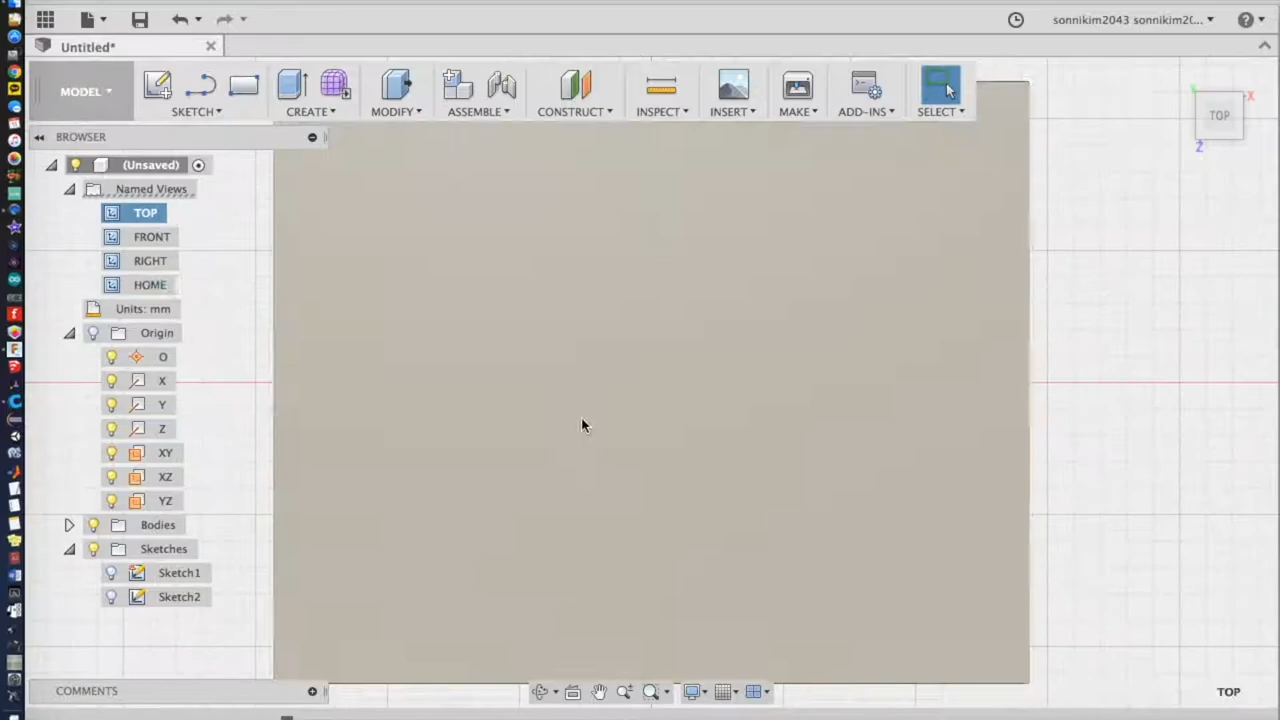 sonnikim2043 sonnikim2(...
Untitled*
MODEL
SKETCH
CREATE
MODIFY
ASSEMBLE
CONSTRUCT
INSPECT
INSERT
MAKE
ADD-INS
SELECT
X
TOP
Z
BROWSER
(Unsaved)
Named Views
TOP
FRONT
RIGHT
HOME
Units: mm
Origin
O
X
Y
Z
XY
XZ
YZ
Bodies
Sketches
Sketch1
Sketch2
COMMENTS
TOP